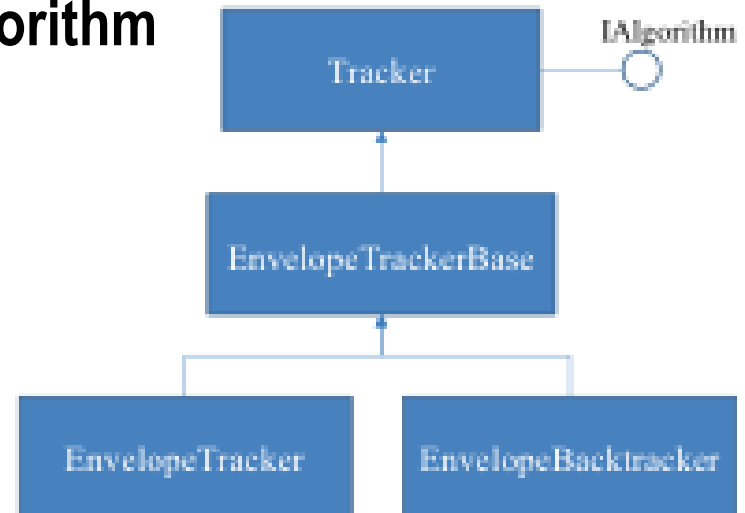 orithm
IAlgorithm
Tracker
EnvelopeTrackerBase
EnvelopeTracker
EnvelopeBacktracker